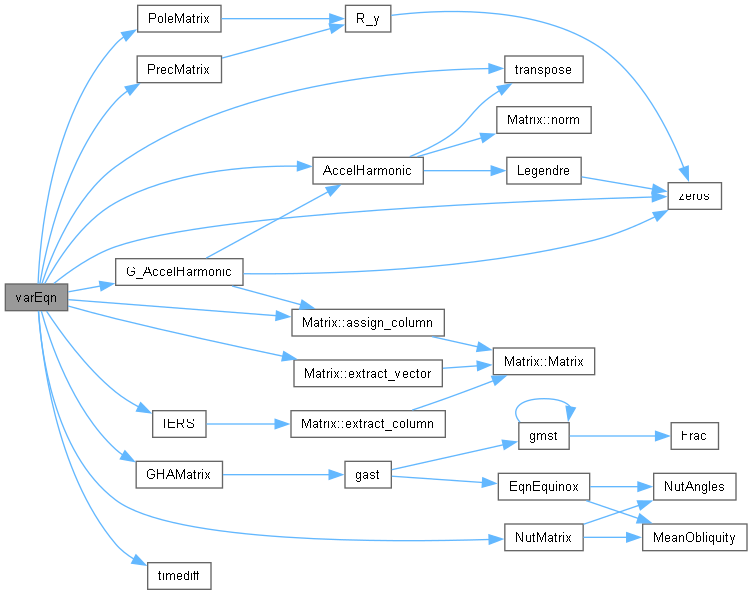 PoleMatrix
R_y
PrecMatrix
transpose
Matrix::norm
AccelHarmonic
Legendre
zeros
G_AccelHarmonic
varEqn
Matrix::assign_column
Matrix::Matrix
Matrix::extract_vector
IERS
Matrix::extract_column
gmst
Frac
GHAMatrix
gast
EqnEquinox
NutAngles
NutMatrix
MeanObliquity
timediff